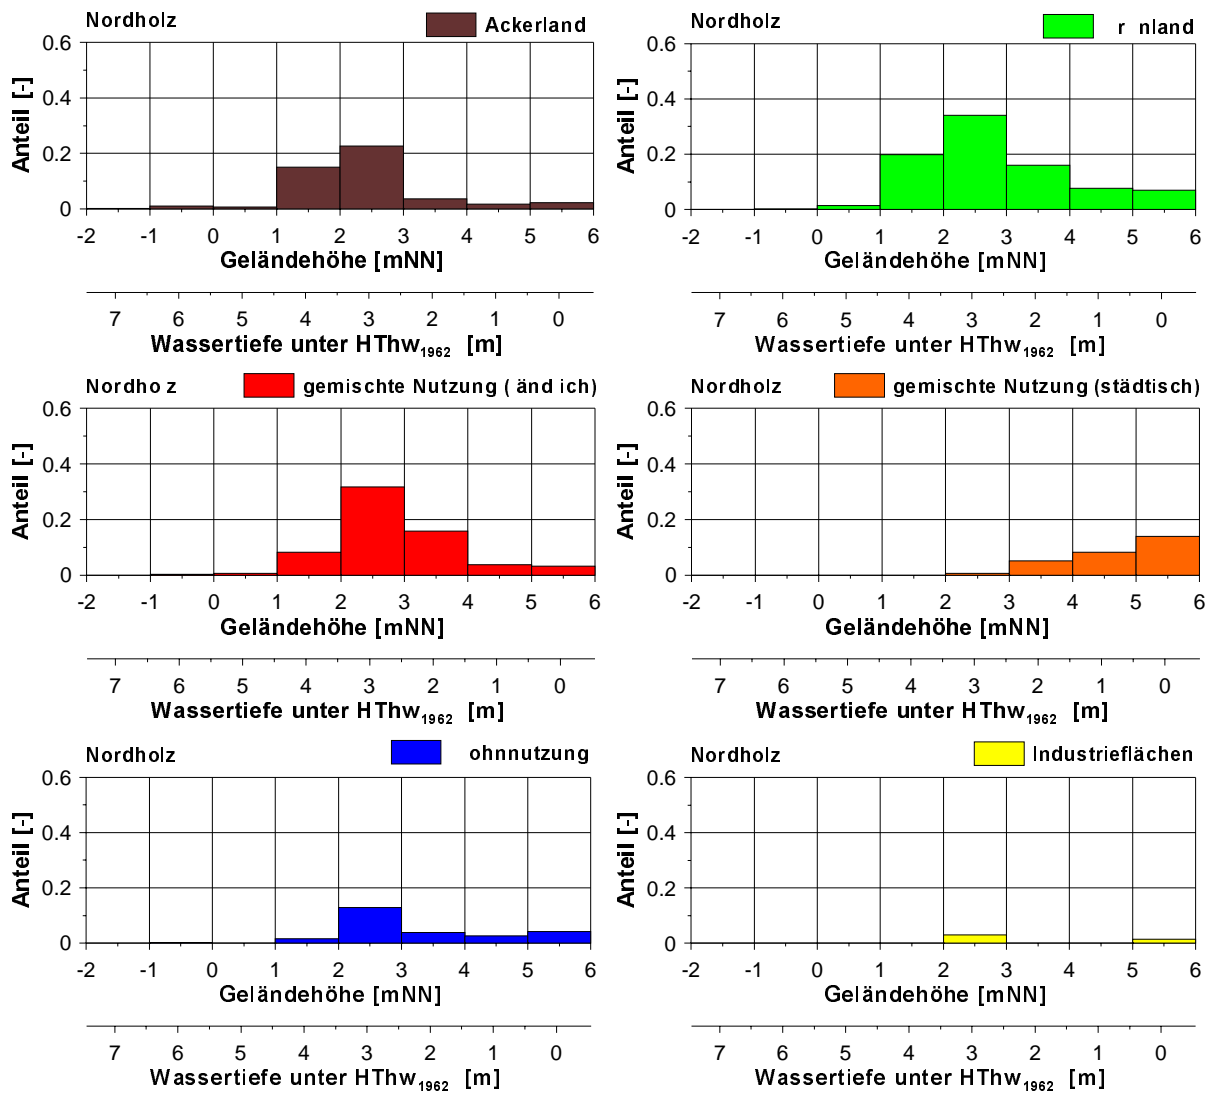 Nordholz Ackerland
0.6
0.4
0.2
0
Anteil [-]
-2 -1 0 1 2 3 4 5 6
Geländehöhe [mNN]
7 6 5 4 3 2 1 0
Wassertiefe unter HThw1962 [m]
Nordholz r nland
0.6
0.4
0.2
0
Anteil [-]
-2 -1 0 1 2 3 4 5 6
Geländehöhe [mNN]
7 6 5 4 3 2 1 0
Wassertiefe unter HThw1962 [m]
Nordho z gemischte Nutzung ( änd ich)
0.6
0.4
0.2
0
Anteil [-]
-2 -1 0 1 2 3 4 5 6
Geländehöhe [mNN]
7 6 5 4 3 2 1 0
Wassertiefe unter HThw1962 [m]
Nordholz gemischte Nutzung (städtisch)
0.6
0.4
0.2
0
Anteil [-]
-2 -1 0 1 2 3 4 5 6
Geländehöhe [mNN]
7 6 5 4 3 2 1 0
Wassertiefe unter HThw1962 [m]
Nordholz ohnnutzung
0.6
0.4
0.2
0
Anteil [-]
-2 -1 0 1 2 3 4 5 6
Geländehöhe [mNN]
7 6 5 4 3 2 1 0
Wassertiefe unter HThw1962 [m]
Nordholz Industrieflächen
0.6
0.4
0.2
0
Anteil [-]
-2 -1 0 1 2 3 4 5 6
Geländehöhe [mNN]
7 6 5 4 3 2 1 0
Wassertiefe unter HThw1962 [m]